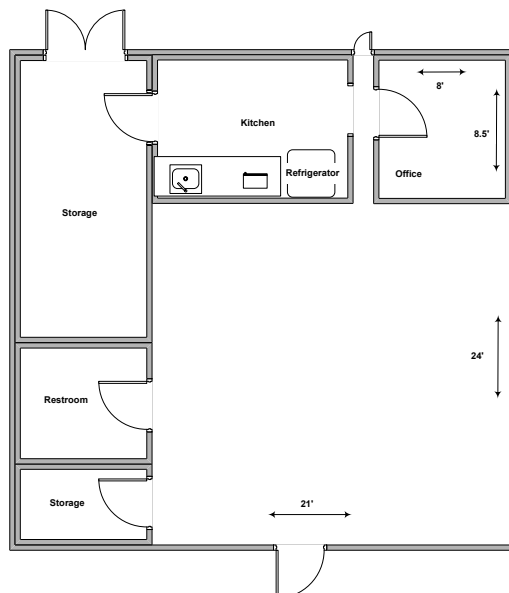 8'
Kitchen
8.5'
Refrigerator
Office
Storage
24'
Restroom
Storage
21'